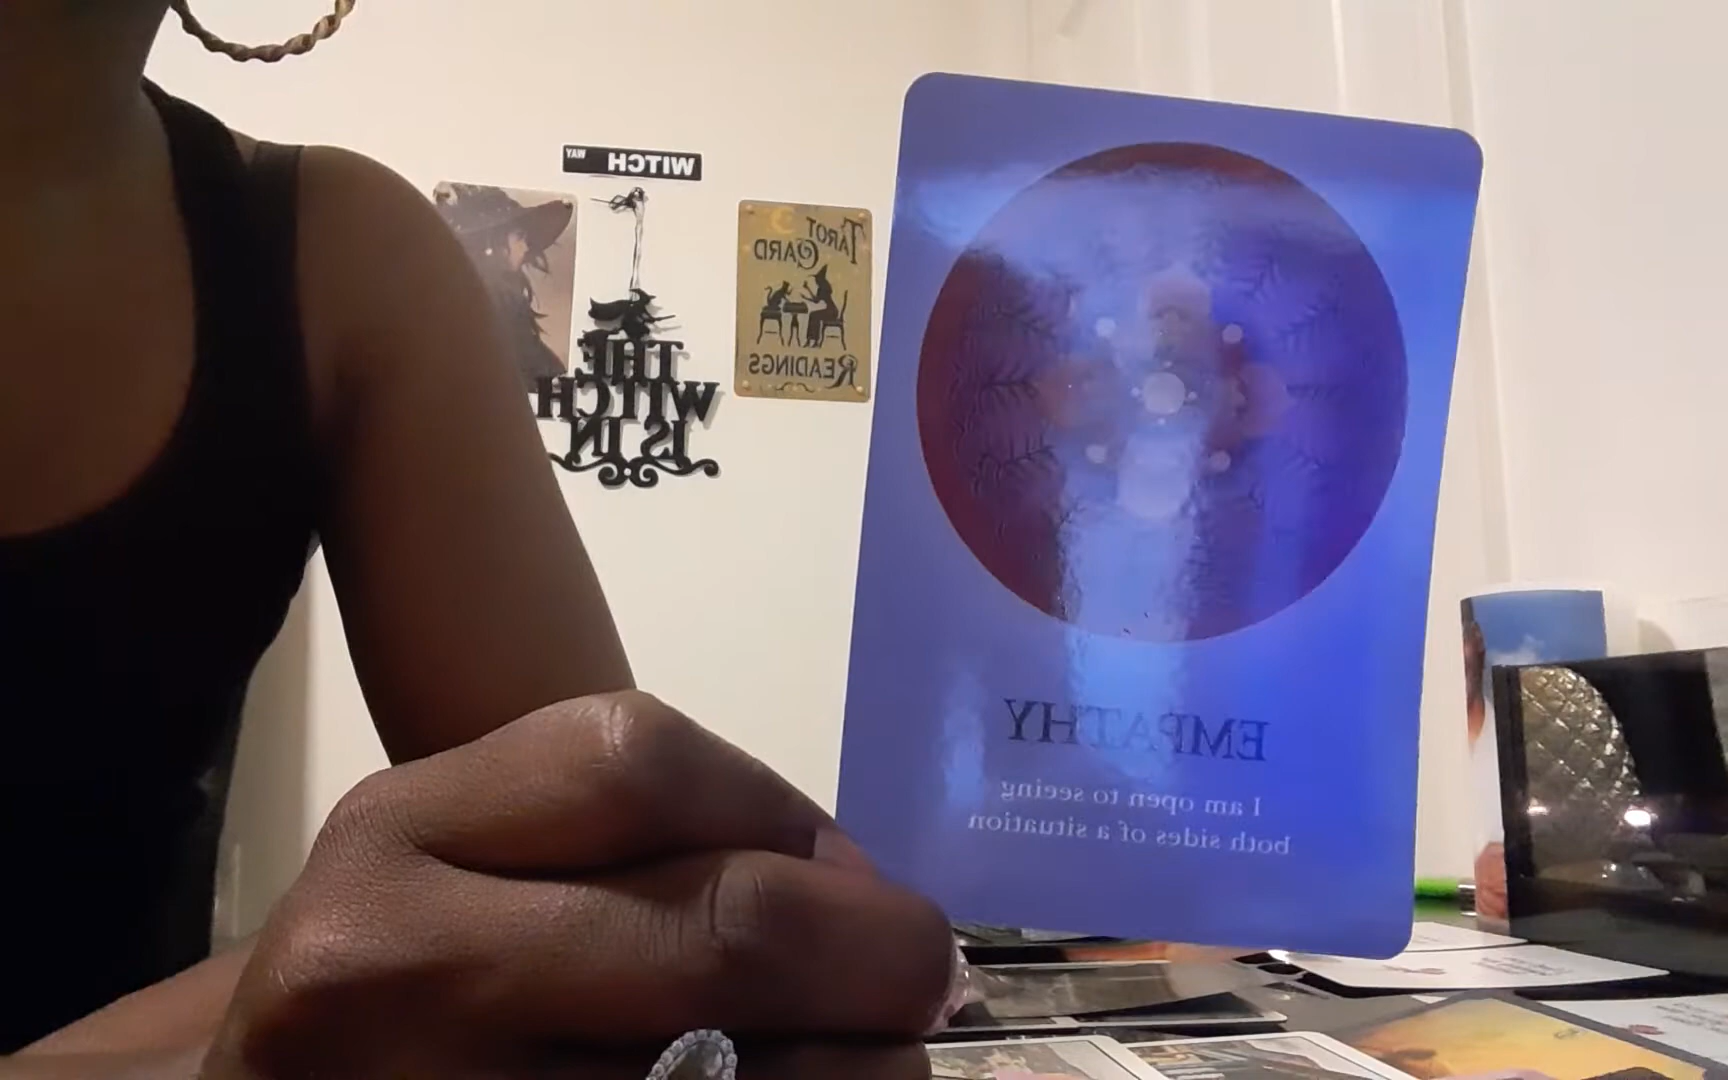 WITCH WAY
TAROT
CARD
READINGS
THE
WITCH
IS IN
EMPATHY
I am open to seeing
both sides of a situation